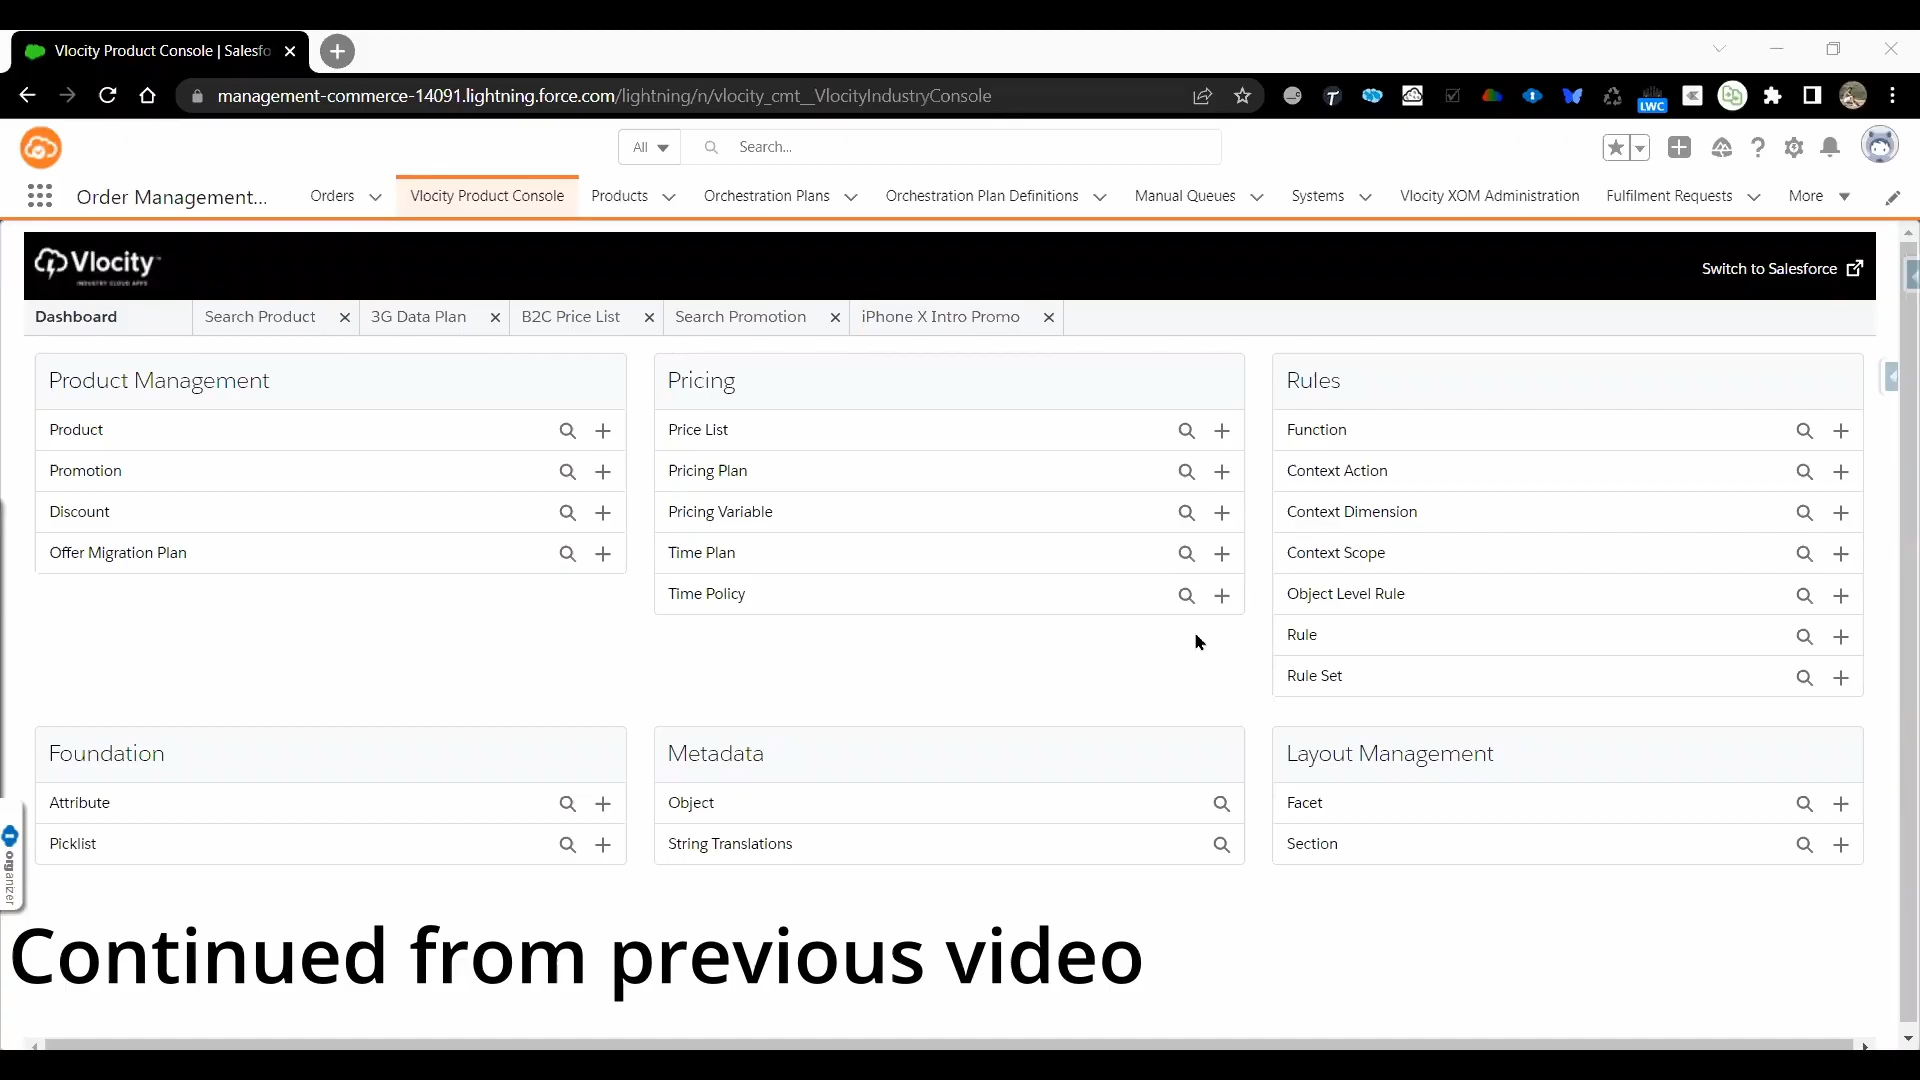 Vlocity Product Console | Salesfo
management-commerce-14091.lightning.force.com/lightning/n/vlocity_cmt__VlocityIndustryConsole
LWC
All
Search...
Order Management...
Orders
Vlocity Product Console
Products
Orchestration Plans
Orchestration Plan Definitions
Manual Queues
Systems
Vlocity XOM Administration
Fulfilment Requests
More
Vlocity
INDUSTRY CLOUD APPS
Switch to Salesforce
Dashboard
Search Product
3G Data Plan
B2C Price List
Search Promotion
iPhone X Intro Promo
Product Management
Product
Promotion
Discount
Offer Migration Plan
Pricing
Price List
Pricing Plan
Pricing Variable
Time Plan
Time Policy
Rules
Function
Context Action
Context Dimension
Context Scope
Object Level Rule
Rule
Rule Set
Foundation
Attribute
Picklist
Metadata
Object
String Translations
Layout Management
Facet
Section
organizer
Continued from previous video